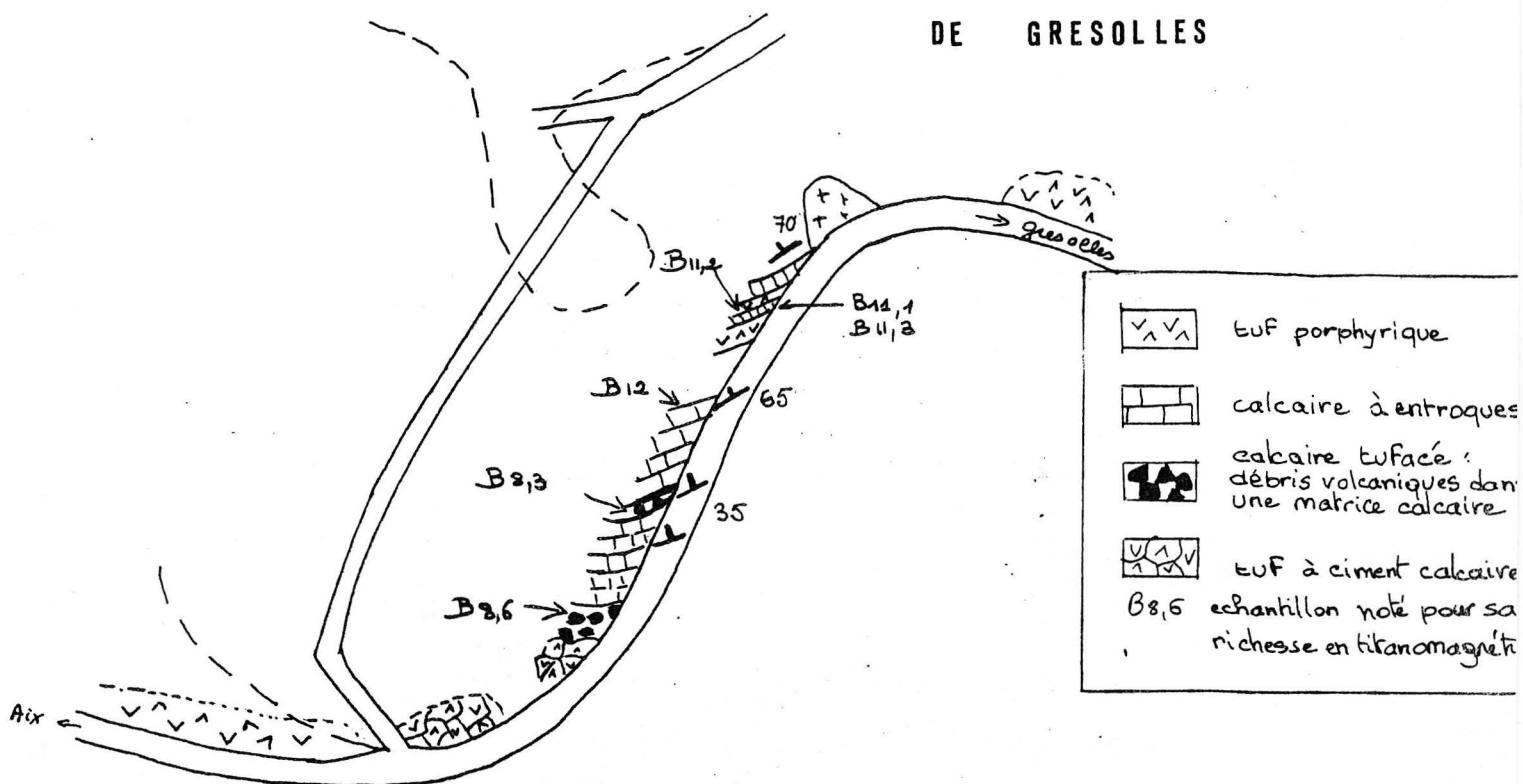 DE GRESOLLES
70
B11,2
gresolles
B11,1
B11,3
B12
65
B8,3
35
B8,6
Aix
tuf porphyrique
calcaire à entroques
calcaire tufacé :
débris volcaniques dan
une matrice calcaire
tuf à ciment calcaire
B8,6 echantillon noté pour sa
richesse en titanomagnéti